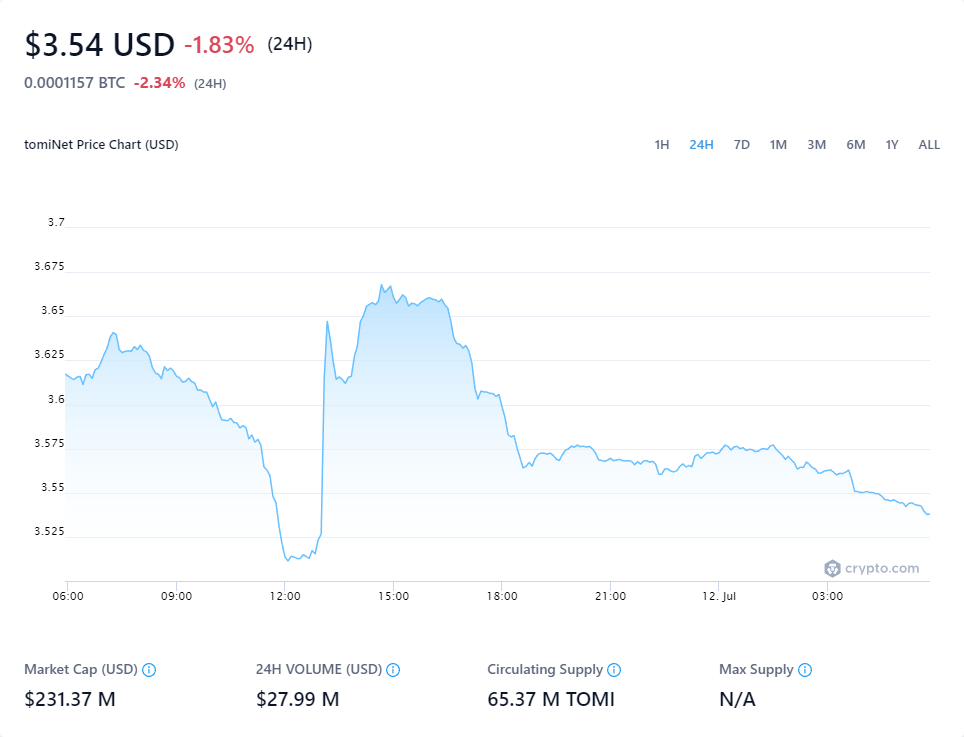 $3.54 USD -1.83% (24H)
0.0001157 BTC -2.34% (24H)
tomiNet Price Chart (USD) 1H 24H 7D 1M 3M 6M 1Y ALL
3.7
3.675
3.65
3.625
3.6
3.575
3.55
3.525
crypto.com
06:00 09:00 12:00 15:00 18:00 21:00 12. Jul 03:00
Market Cap (USD) 24H VOLUME (USD) Circulating Supply Max Supply
$231.37 M $27.99 M 65.37 M TOMI N/A